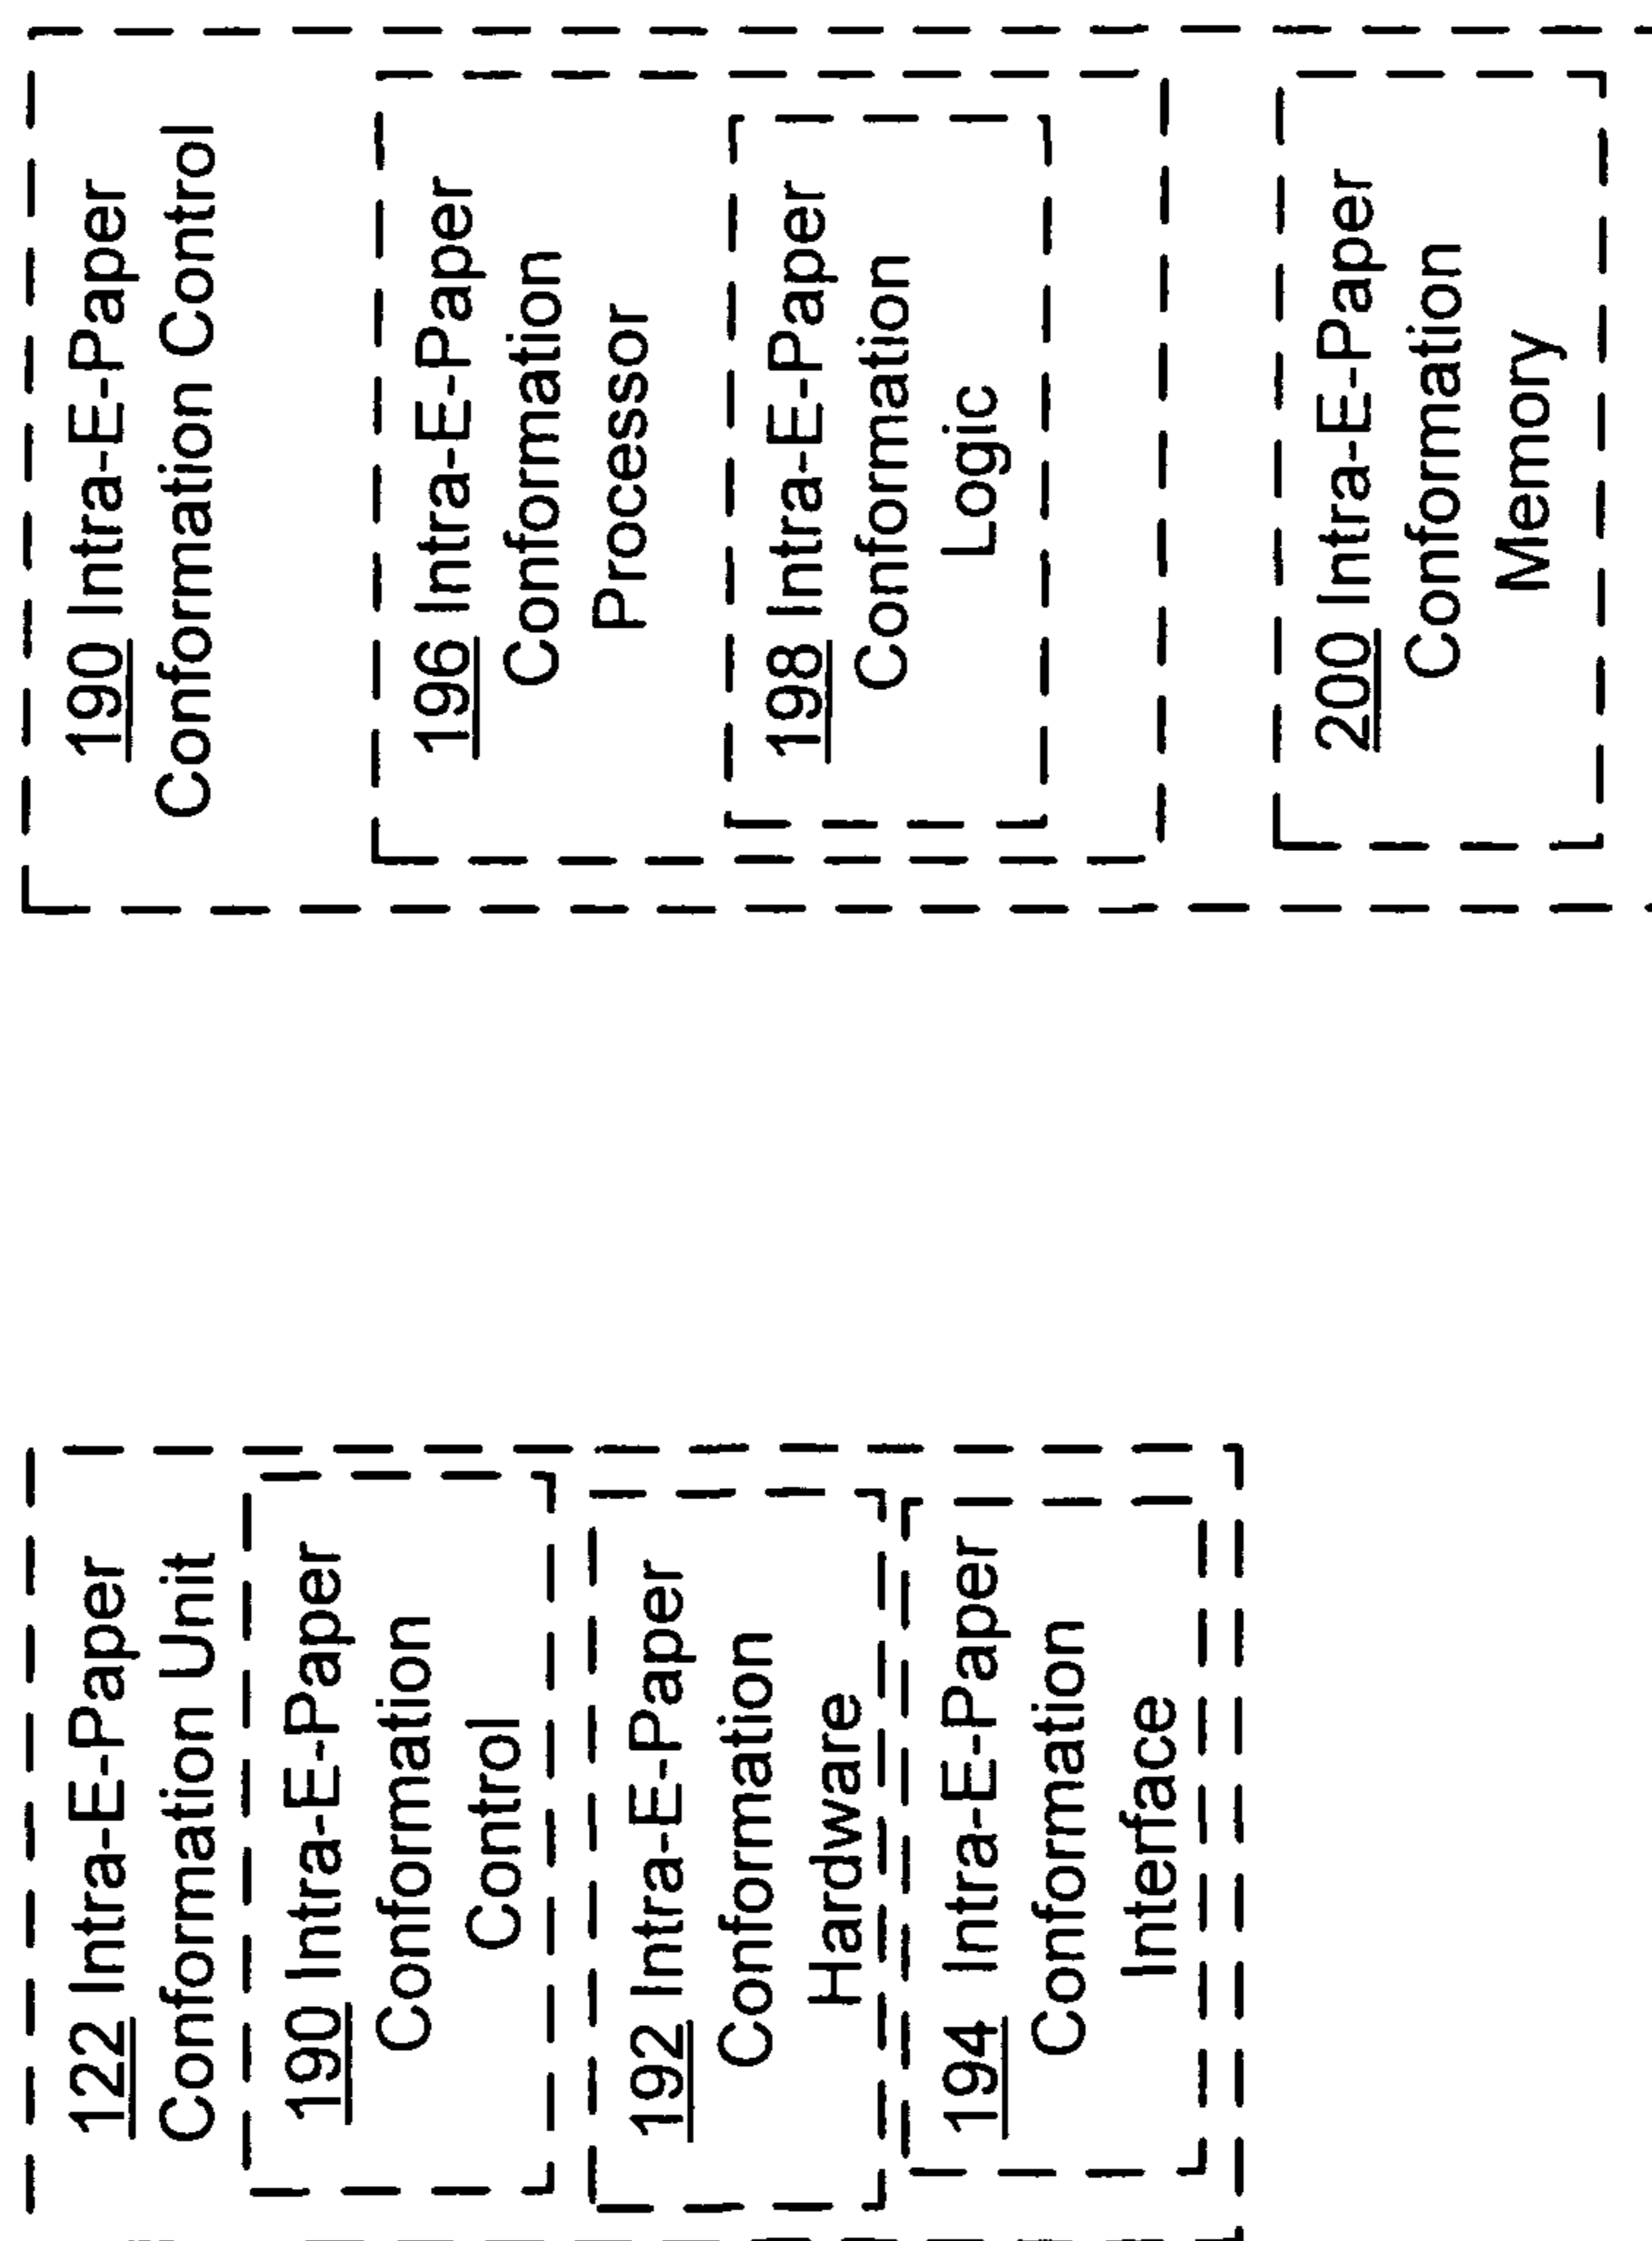 122 Intra-E-Paper
Conformation Unit
190 Intra-E-Paper
Conformation
Control
192 Intra-E-Paper
Conformation
Hardware
194 Intra-E-Paper
Conformation
Interface
190 Intra-E-Paper
Conformation Control
196 Intra-E-Paper
Conformation
Processor
198 Intra-E-Paper
Conformation
Logic
200 Intra-E-Paper
Conformation
Memory